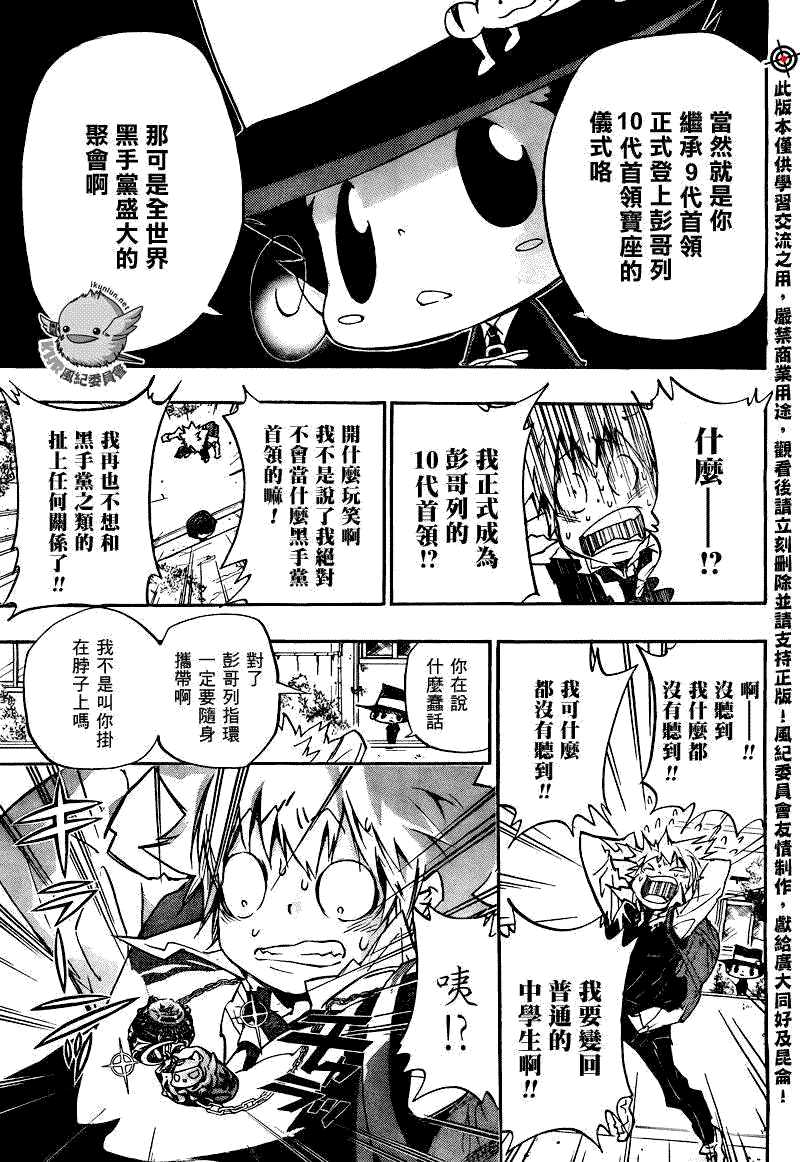 當然就是你
繼承9代首領
正式登上彭哥列
10代首領寶座的
儀式咯
那可是全世界
黑手黨盛大的
聚會啊
ikunlun.net
KLR風紀委員會
什麼——!?
我正式成為
彭哥列的
10代首領!?
開什麼玩笑啊
我不是說了我絕對
不會當什麼黑手黨
首領的嘛！
我再也不想和
黑手黨之類的
扯上任何關係了!!
你在說
什麼蠢話
對了
彭哥列指環
一定要隨身
攜帶啊
我不是叫你掛
在脖子上嗎
啊——!!
沒聽到
我什麼都
沒有聽到!!
我可什麼
都沒有聽到!!
我要變回
普通的
中學生啊!!
咦!?
此版本僅供學習交流之用，嚴禁商業用途，觀看後請立刻刪除並請支持正版！風紀委員會友情制作，獻給廣大同好及昆侖！